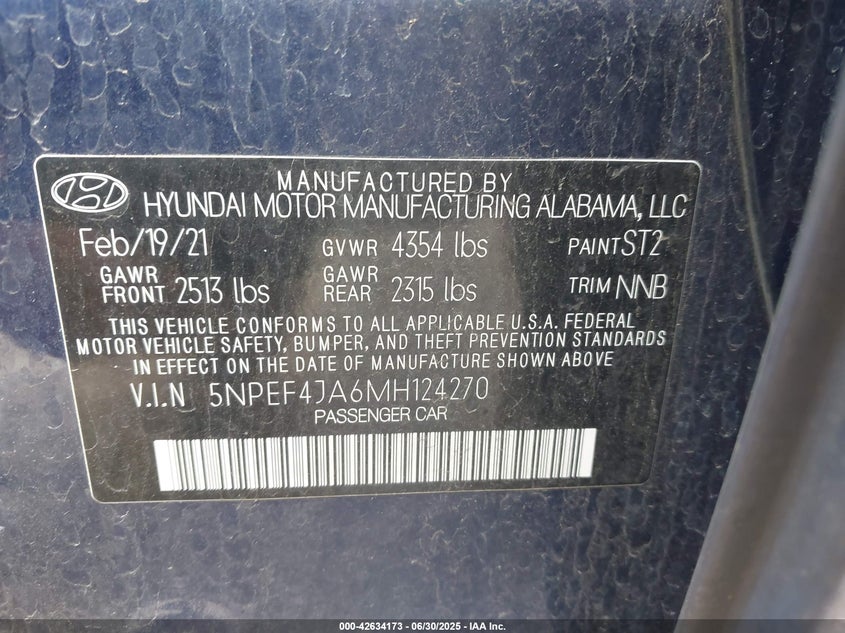 MANUFACTURED BY
HYUNDAI MOTOR MANUFACTURING ALABAMA, LLC
Feb/19/21 GVWR 4354 lbs PAINT ST2
GAWR FRONT 2513 lbs GAWR REAR 2315 lbs TRIM NNB
THIS VEHICLE CONFORMS TO ALL APPLICABLE U.S.A. FEDERAL
MOTOR VEHICLE SAFETY, BUMPER, AND THEFT PREVENTION STANDARDS
IN EFFECT ON THE DATE OF MANUFACTURE SHOWN ABOVE.
V.I.N 5NPEF4JA6MH124270
PASSENGER CAR
000-42634173 - 06/30/2025 - IAA Inc.